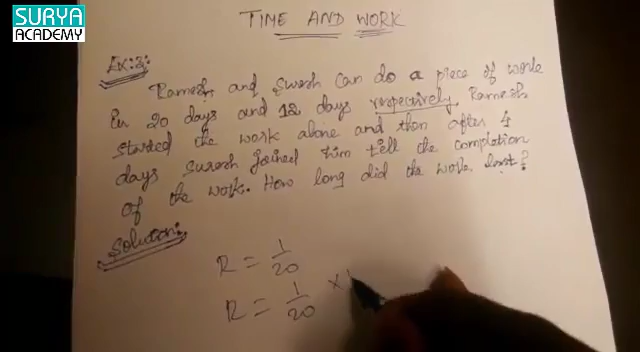 SURYA
ACADEMY
TIME AND WORK
Ex:3:
Ramesh and Suresh can do a piece of work
in 20 days and 12 days respectively. Ramesh
started the work alone and then after 4
days Suresh joined him tell the completion
of the work. How long did the work last?
Solution:
R = 1/20
R = 1/20 ×